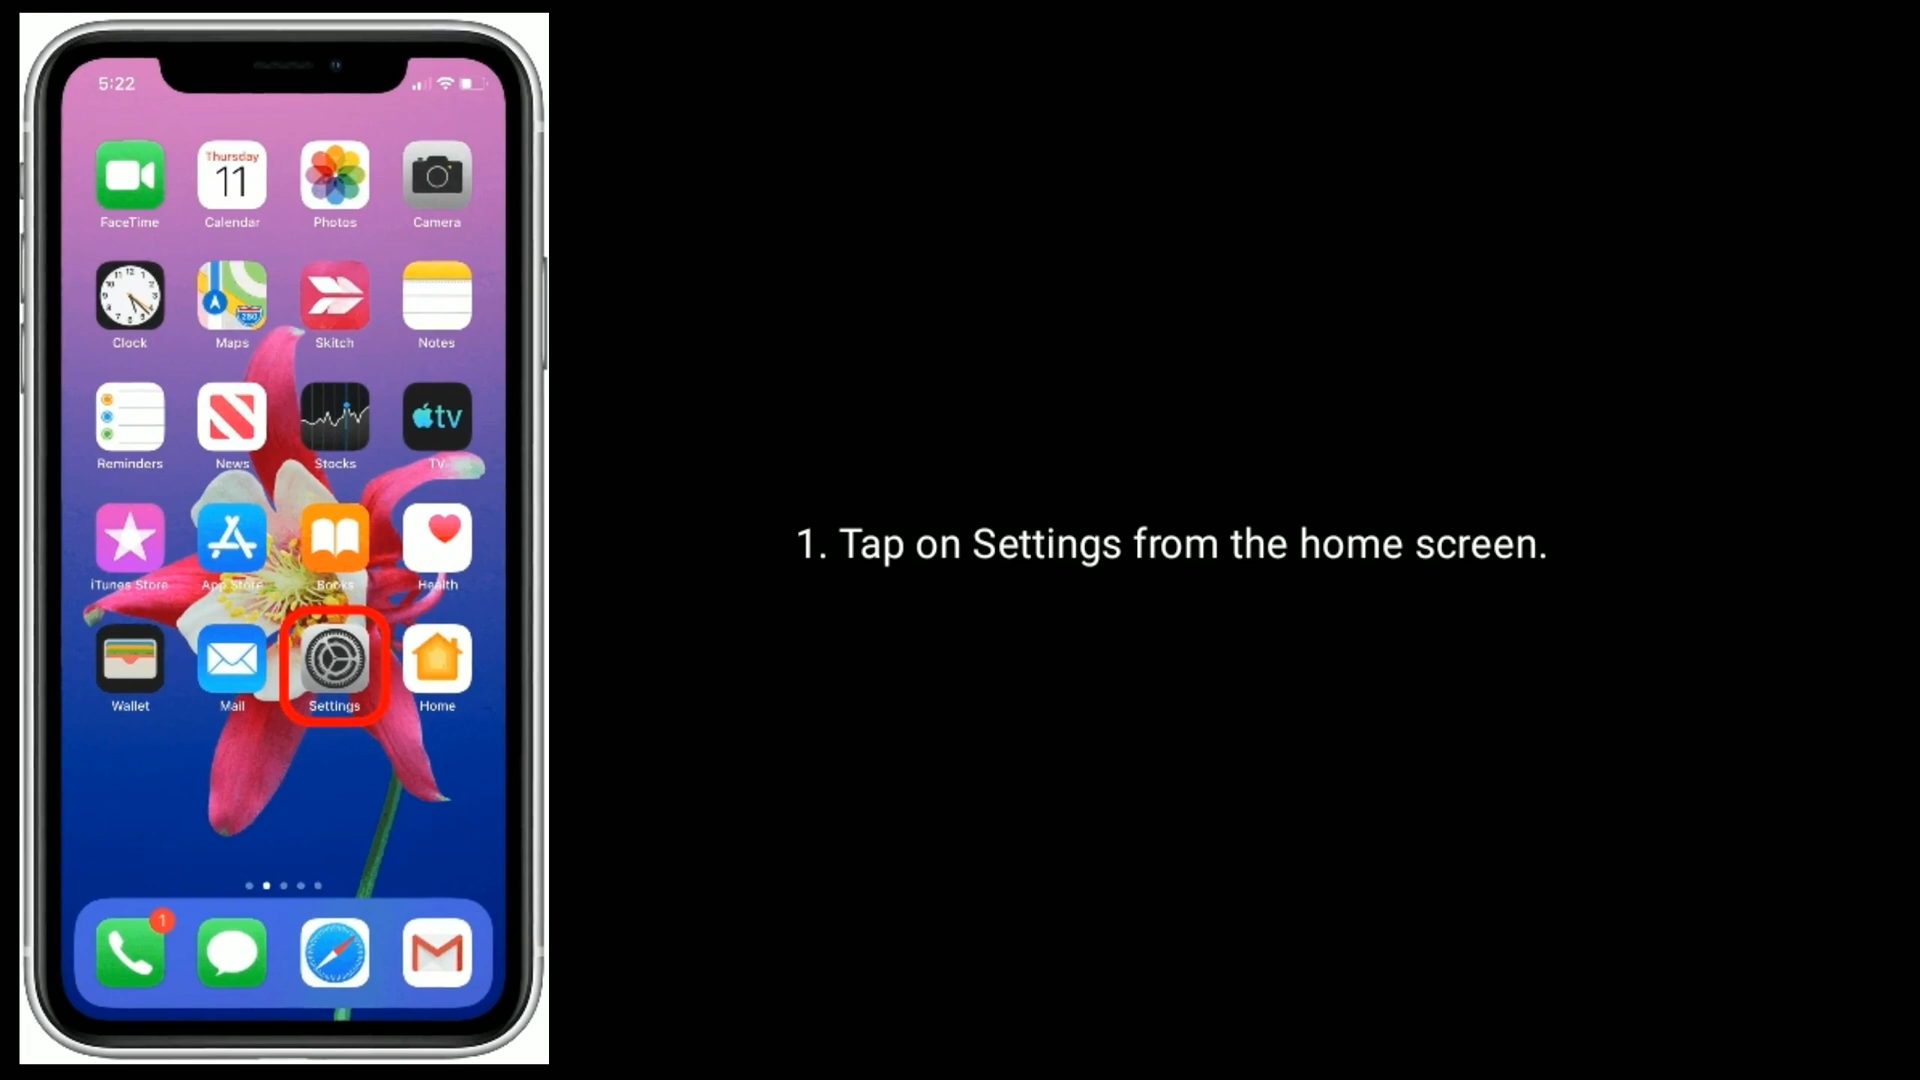 5:22
Thursday
11
FaceTime
Calendar
Photos
Camera
280
Clock
Maps
Skitch
Notes
tv
Reminders
News
Stocks
TV
iTunes Store
App Store
Books
Health
Wallet
Mail
Settings
Home
1
1. Tap on Settings from the home screen.